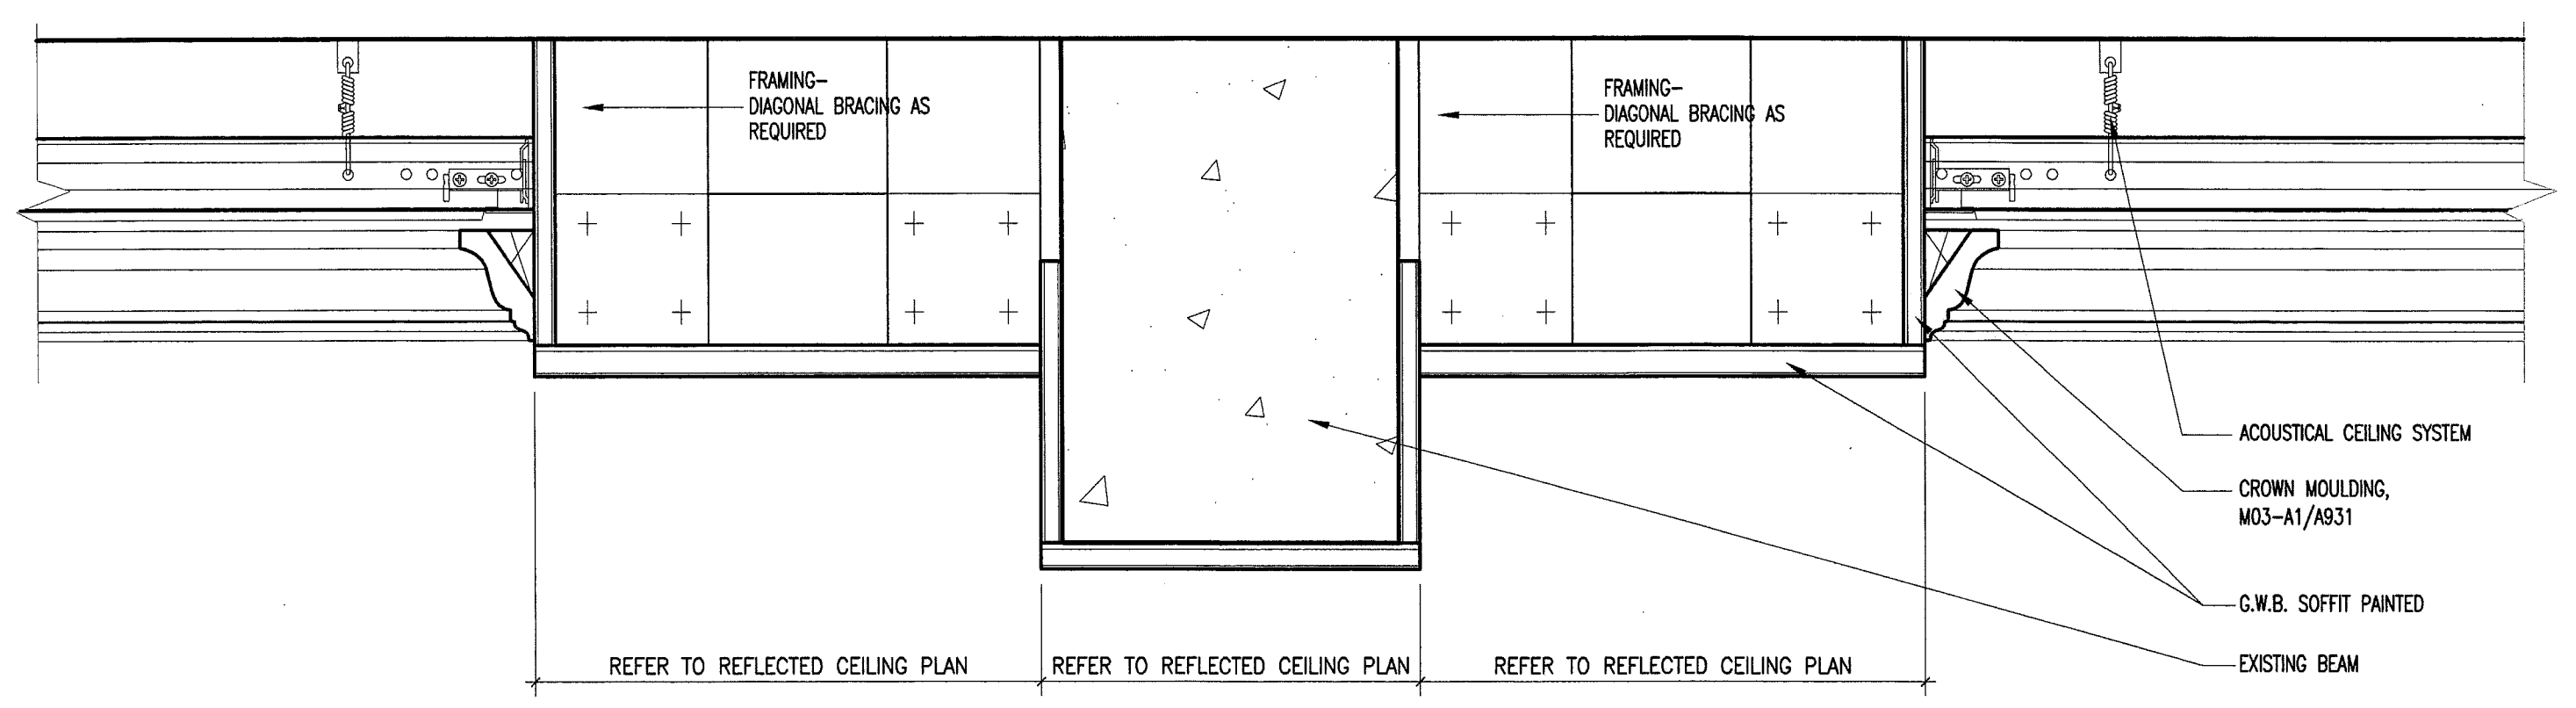 FRAMING-
DIAGONAL BRACING AS
REQUIRED
FRAMING-
DIAGONAL BRACING AS
REQUIRED
ACOUSTICAL CEILING SYSTEM
CROWN MOULDING,
M03-A1/A931
G.W.B. SOFFIT PAINTED
EXISTING BEAM
REFER TO REFLECTED CEILING PLAN
REFER TO REFLECTED CEILING PLAN
REFER TO REFLECTED CEILING PLAN